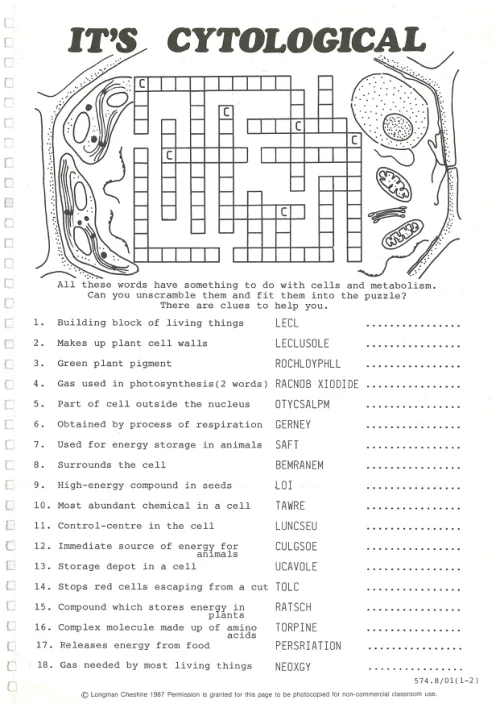 IT'S CYTOLOGICAL
C
C
C
C
C
C
All these words have something to do with cells and metabolism.
Can you unscramble them and fit them into the puzzle?
There are clues to help you.
1. Building block of living things LECL ................
2. Makes up plant cell walls LECLUSOLE ................
3. Green plant pigment ROCHLOYPHLL ................
4. Gas used in photosynthesis(2 words) RACNOB XIODIDE ................
5. Part of cell outside the nucleus OTYCSALPM ................
6. Obtained by process of respiration GERNEY ................
7. Used for energy storage in animals SAFT ................
8. Surrounds the cell BEMRANEM ................
9. High-energy compound in seeds LOI ................
10. Most abundant chemical in a cell TAWRE ................
11. Control-centre in the cell LUNCSEU ................
12. Immediate source of energy for CULGSOE ................
animals
13. Storage depot in a cell UCAVOLE ................
14. Stops red cells escaping from a cut TOLC ................
15. Compound which stores energy in RATSCH ................
plants
16. Complex molecule made up of amino TORPINE ................
acids
17. Releases energy from food PERSRIATION ................
18. Gas needed by most living things NEOXGY ................
574.8/01(1-2)
© Longman Cheshire 1987 Permission is granted for this page to be photocopied for non-commercial classroom use.